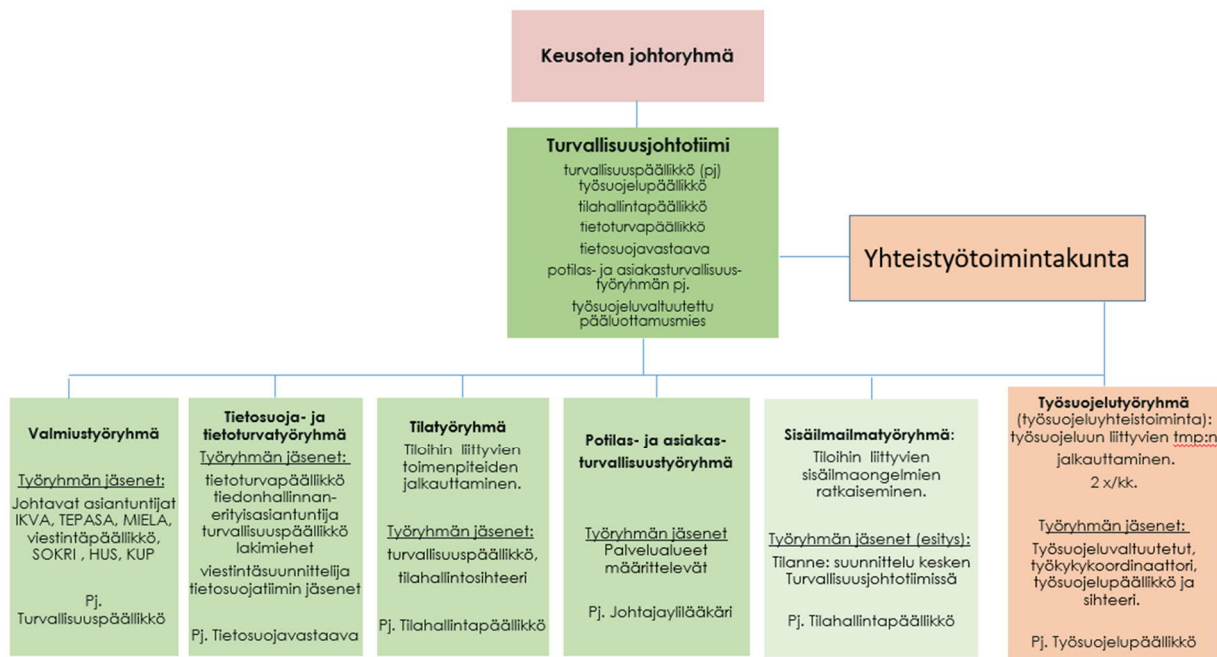 Keusoten johtoryhmä
Turvallisuusjohtotiimi
turvallisuuspäällikkö (pj)
työsuojelupäällikkö
tilahallintapäällikkö
tietoturvapäällikkö
tietosuojavastaava
potilas- ja asiakasturvallisuus-
työryhmän pj.
työsuojeluvaltuutettu
pääluottamusmies
Yhteistyötoimintakunta
Valmiustyöryhmä
Työryhmän jäsenet:
Johtavat asiantuntijat
IKVA, TEPASA, MIELA,
viestintäpäällikkö,
SOKRI , HUS, KUP
Pj.
Turvallisuuspäällikkö
Tietosuoja- ja
tietoturvatyöryhmä
Työryhmän jäsenet:
tietoturvapäällikkö
tiedonhallinnan-
erityisasiantuntija
turvallisuuspäällikkö
lakimiehet
viestintäsuunnittelija
tietosuojatiimin jäsenet
Pj. Tietosuojavastaava
Tilatyöryhmä
Tiloihin liittyvien
toimenpiteiden
jalkauttaminen.
Työryhmän jäsenet:
turvallisuuspäällikkö,
tilahallintosihteeri
Pj. Tilahallintapäällikkö
Potilas- ja asiakas-
turvallisuustyöryhmä
Työryhmän jäsenet
Palvelualueet
määrittelevät
Pj. Johtajaylilääkäri
Sisäilmailmatyöryhmä:
Tiloihin liittyvien
sisäilmaongelmien
ratkaiseminen.
Työryhmän jäsenet (esitys):
Tilanne: suunnittelu kesken
Turvallisuusjohtotiimissä
Pj. Tilahallintapäällikkö
Työsuojelutyöryhmä
(työsuojeluyhteistoiminta):
työsuojeluun liittyvien tmp:n
jalkauttaminen.
2 x/kk.
Työryhmän jäsenet:
Työsuojeluvaltuutetut,
työkykykoordinaattori,
työsuojelupäällikkö ja
sihteeri.
Pj. Työsuojelupäällikkö